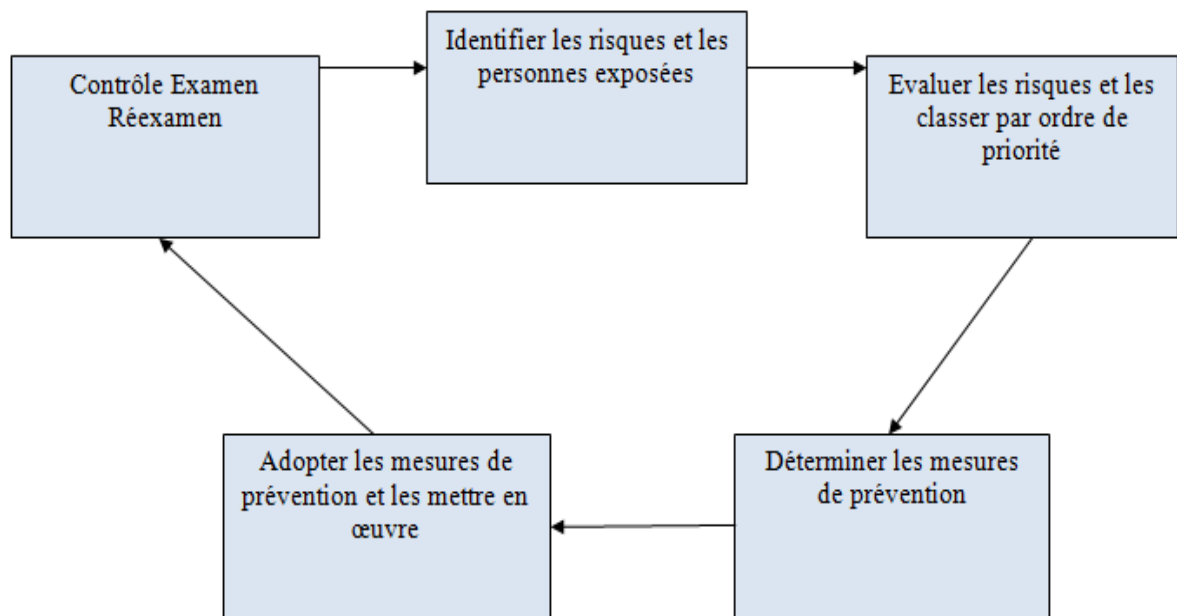 Identifier les risques et les
personnes exposées
Contrôle Examen
Réexamen
Evaluer les risques et les
classer par ordre de
priorité
Adopter les mesures de
prévention et les mettre en
œuvre
Déterminer les mesures
de prévention